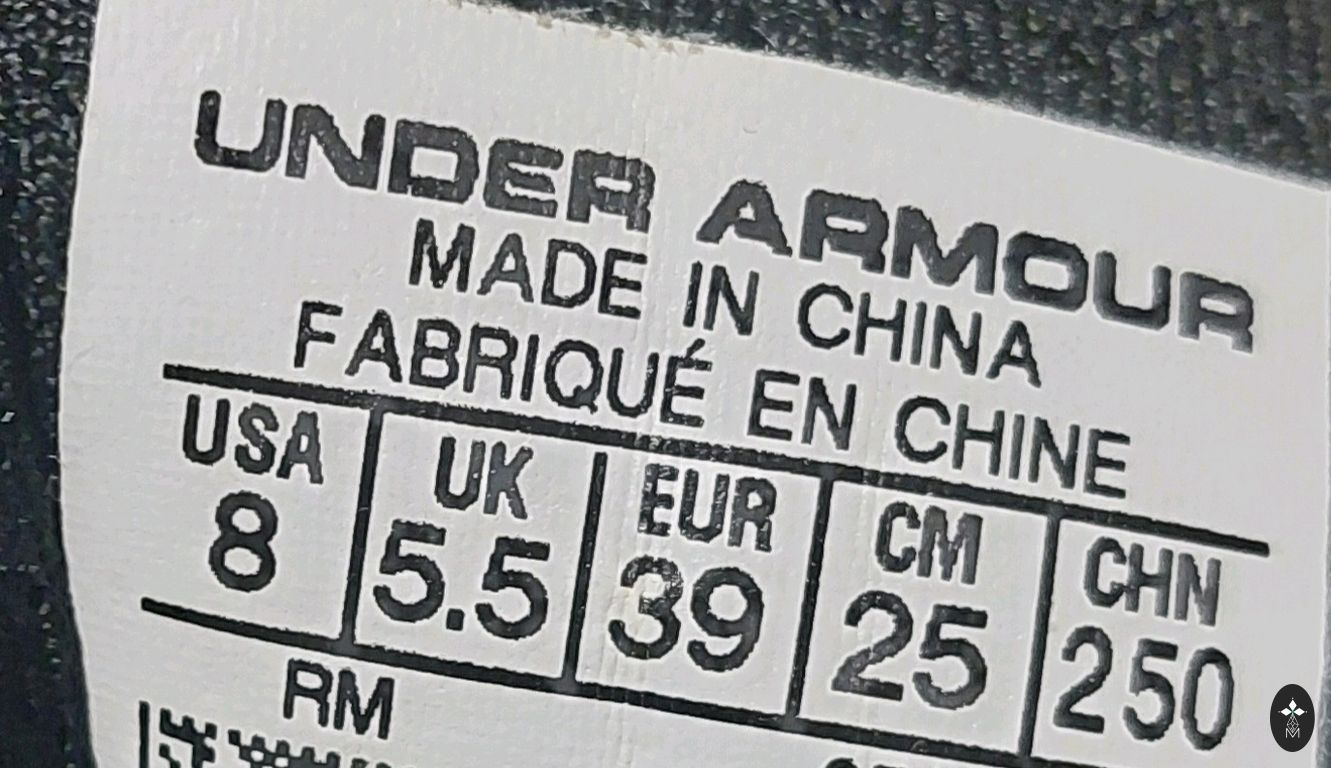 UNDER ARMOUR
MADE IN CHINA
FABRIQUÉ EN CHINE
USA UK EUR CM CHN
8 5.5 39 25 250
RM
M